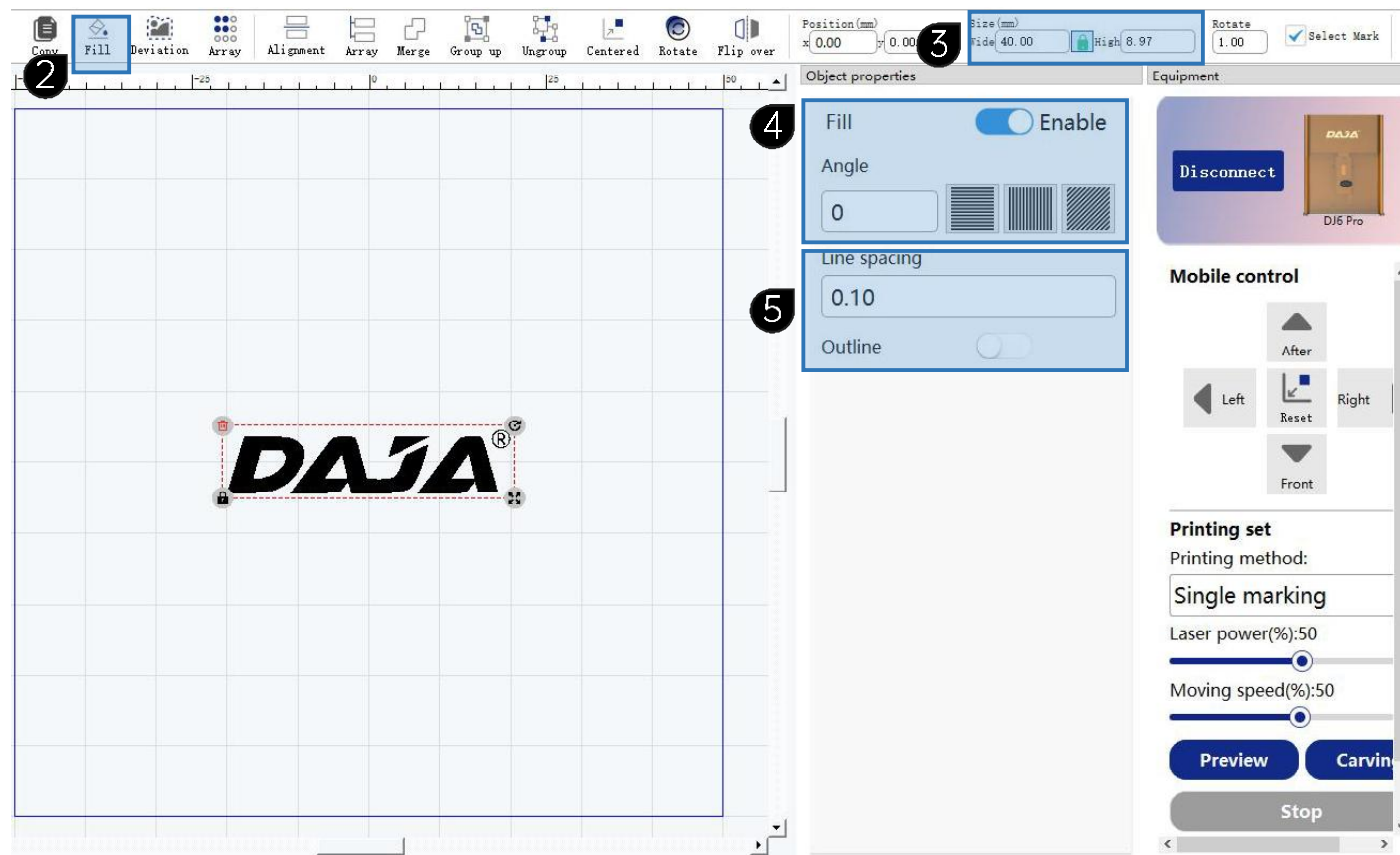 Copy Fill Deviation Array Alignment Array Merge Group up Ungroup Centered Rotate Flip over
Position(mm) Size(mm) Rotate
x 0.00 y 0.00 Wide 40.00 High 8.97 1.00 Select Mark
2
3
-25 0 25 50
Object properties
Equipment
4
Fill Enable
Angle
0
5
Line spacing
0.10
Outline
DAJA®
DAJA
Disconnect
DJ6 Pro
Mobile control
After
Left Reset Right
Front
Printing set
Printing method:
Single marking
Laser power(%):50
Moving speed(%):50
Preview Carvin
Stop